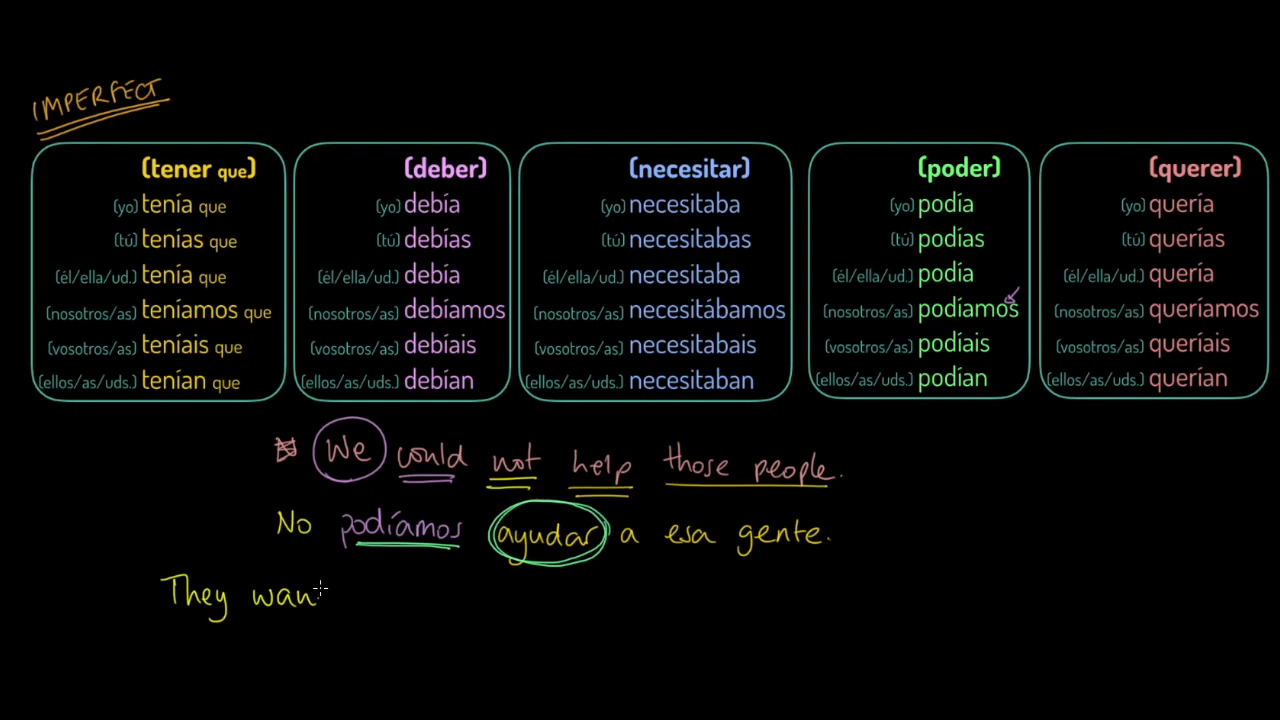 IMPERFECT
(tener que)
(yo) tenía que
(tú) tenías que
(él/ella/ud.) tenía que
(nosotros/as) teníamos que
(vosotros/as) teníais que
(ellos/as/uds.) tenían que
(deber)
(yo) debía
(tú) debías
(él/ella/ud.) debía
(nosotros/as) debíamos
(vosotros/as) debíais
(ellos/as/uds.) debían
(necesitar)
(yo) necesitaba
(tú) necesitabas
(él/ella/ud.) necesitaba
(nosotros/as) necesitábamos
(vosotros/as) necesitabais
(ellos/as/uds.) necesitaban
(poder)
(yo) podía
(tú) podías
(él/ella/ud.) podía
(nosotros/as) podíamos
(vosotros/as) podíais
(ellos/as/uds.) podían
(querer)
(yo) quería
(tú) querías
(él/ella/ud.) quería
(nosotros/as) queríamos
(vosotros/as) queríais
(ellos/as/uds.) querían
We could not help those people.
No podíamos ayudar a esa gente.
They wan